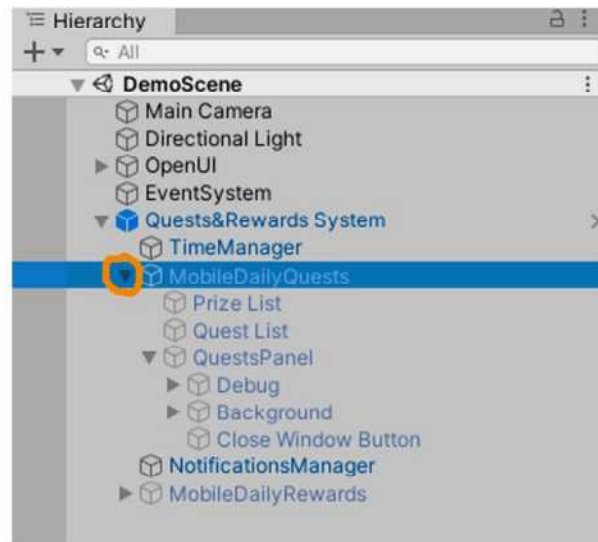 Hierarchy
All
DemoScene
Main Camera
Directional Light
OpenUI
EventSystem
Quests&Rewards System
TimeManager
MobileDailyQuests
Prize List
Quest List
QuestsPanel
Debug
Background
Close Window Button
NotificationsManager
MobileDailyRewards